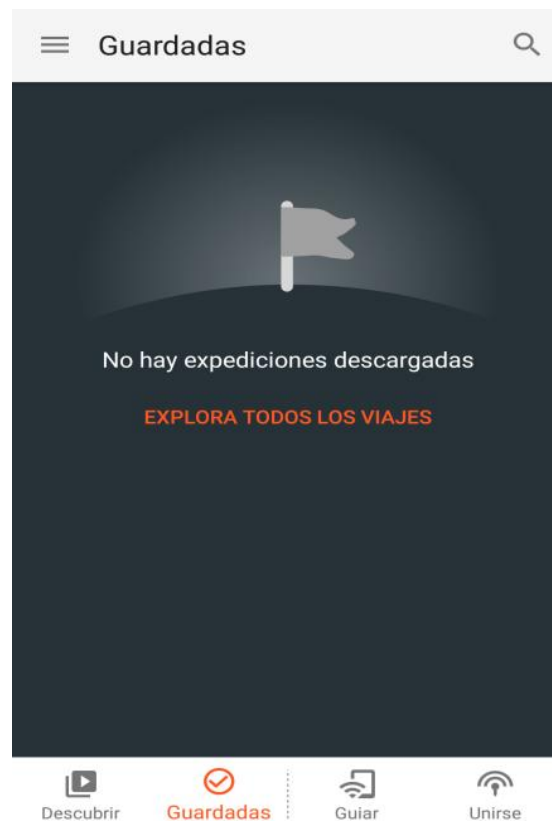 Guardadas
No hay expediciones descargadas
EXPLORA TODOS LOS VIAJES
Descubrir
Guardadas
Guiar
Unirse